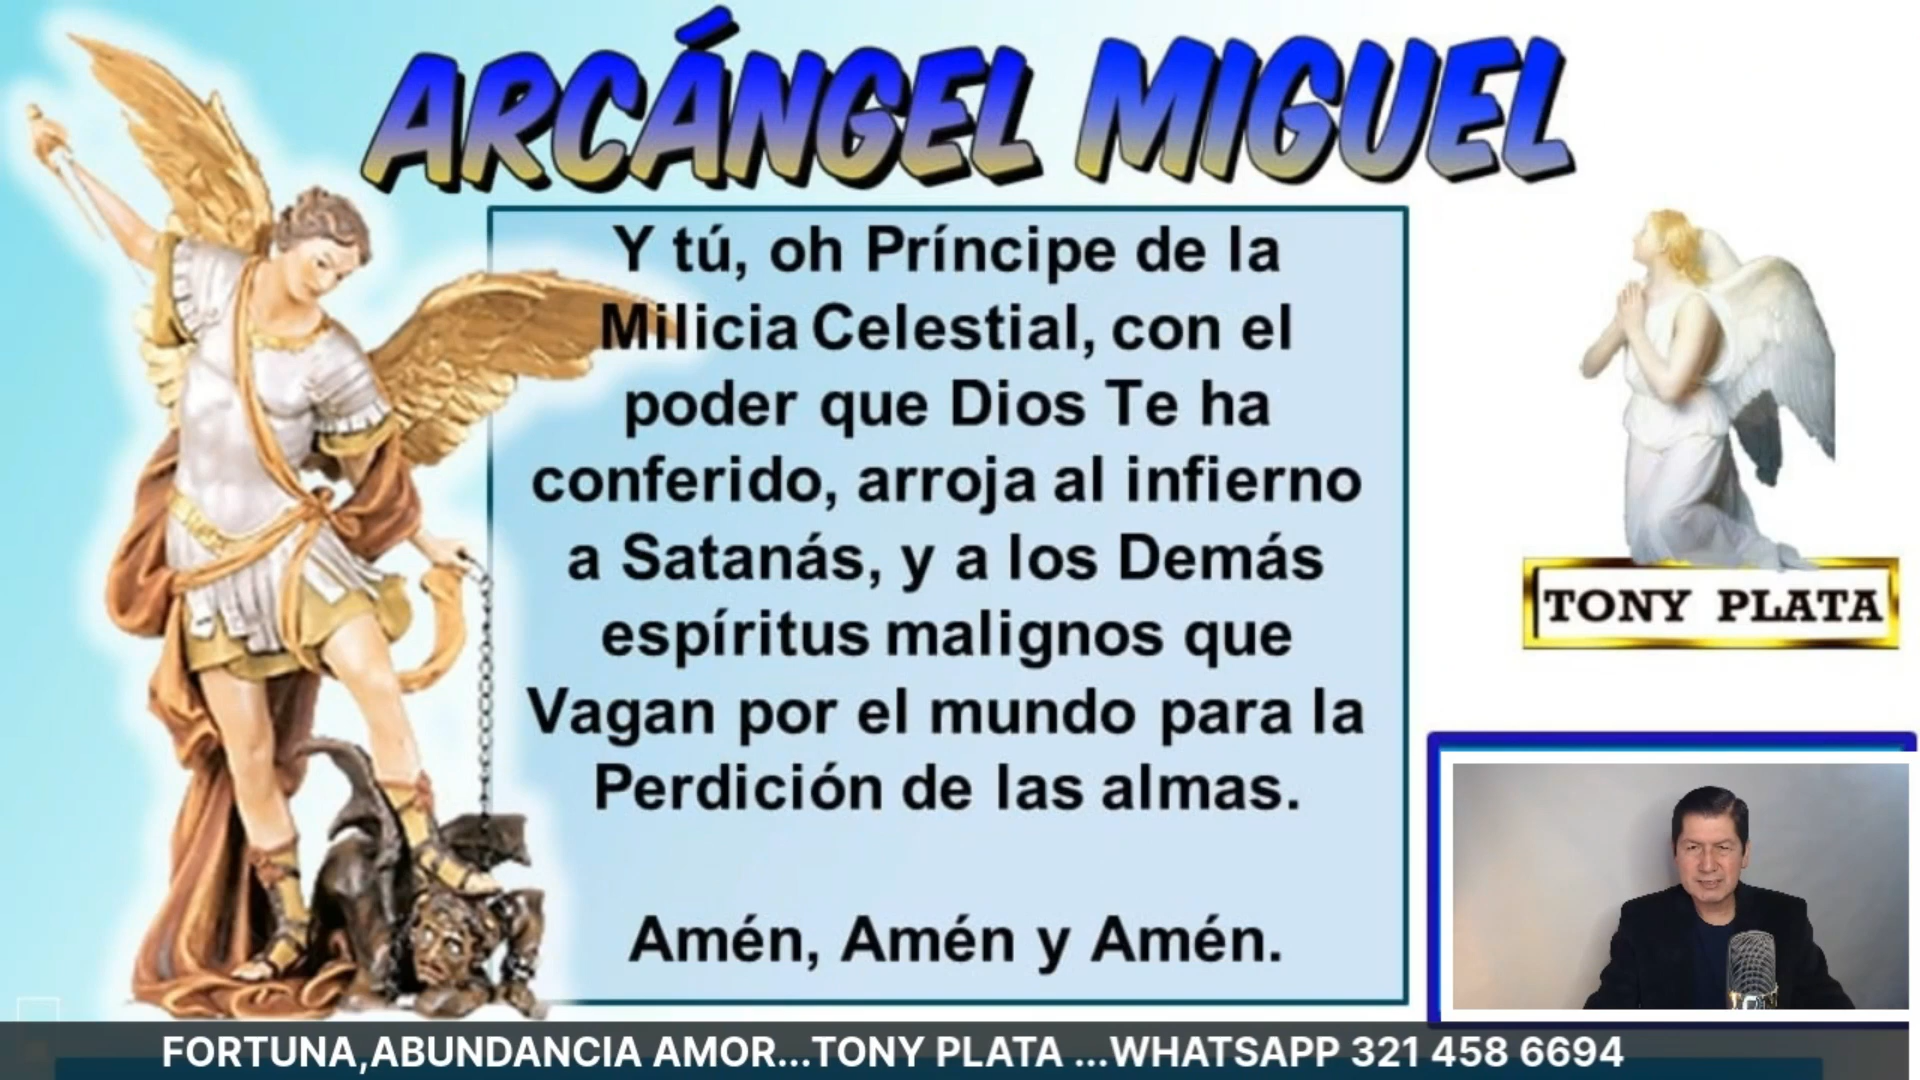 ARCÁNGEL MIGUEL
Y tú, oh Príncipe de la
Milicia Celestial, con el
poder que Dios Te ha
conferido, arroja al infierno
a Satanás, y a los Demás
espíritus malignos que
Vagan por el mundo para la
Perdición de las almas.
Amén, Amén y Amén.
TONY PLATA
FORTUNA,ABUNDANCIA AMOR...TONY PLATA ...WHATSAPP 321 458 6694